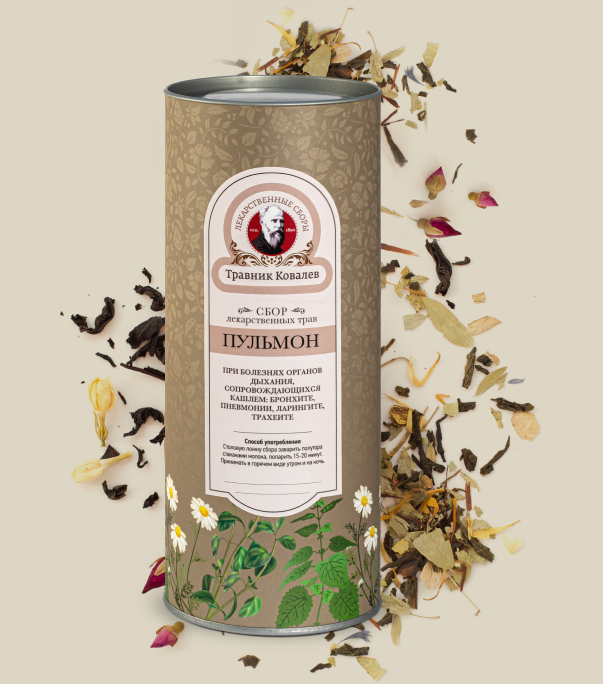 ЛЕКАРСТВЕННЫЕ СБОРЫ
Травник Ковалев
СБОР
лекарственных трав
ПУЛЬМОН
ПРИ БОЛЕЗНЯХ ОРГАНОВ
ДЫХАНИЯ,
СОПРОВОЖДАЮЩИХСЯ
КАШЛЕМ: БРОНХИТЕ,
ПНЕВМОНИИ, ЛАРИНГИТЕ,
ТРАХЕИТЕ
Способ употребления
Столовую ложку сбора заварить полутора
стаканами молока, попарить 15-20 минут.
Принимать в горячем виде утром и на ночь.